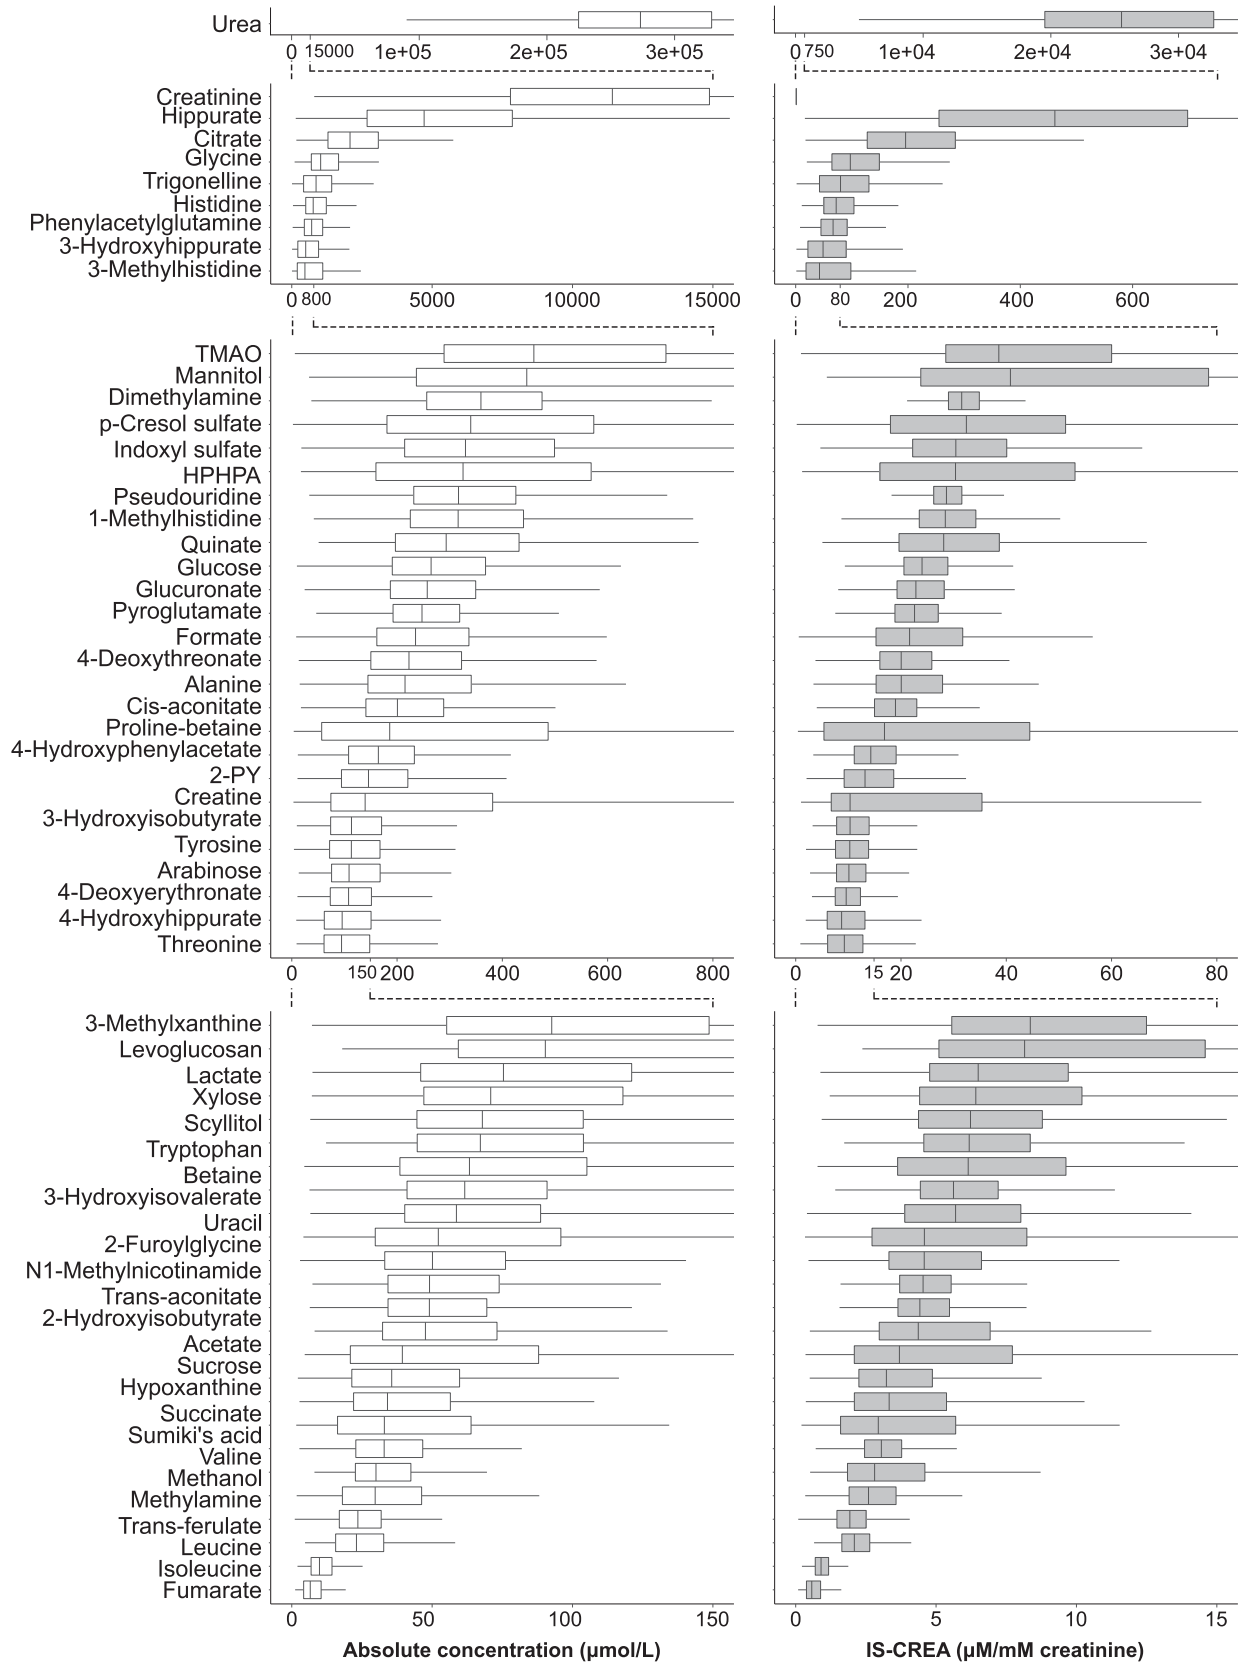 Urea
0 15000 1e+05 2e+05 3e+05
0 750 1e+04 2e+04 3e+04
Creatinine
Hippurate
Citrate
Glycine
Trigonelline
Histidine
Phenylacetylglutamine
3-Hydroxyhippurate
3-Methylhistidine
0 800 5000 10000 15000
0 80 200 400 600
TMAO
Mannitol
Dimethylamine
p-Cresol sulfate
Indoxyl sulfate
HPHPA
Pseudouridine
1-Methylhistidine
Quinate
Glucose
Glucuronate
Pyroglutamate
Formate
4-Deoxythreonate
Alanine
Cis-aconitate
Proline-betaine
4-Hydroxyphenylacetate
2-PY
Creatine
3-Hydroxyisobutyrate
Tyrosine
Arabinose
4-Deoxyerythronate
4-Hydroxyhippurate
Threonine
0 150 200 400 600 800
0 15 20 40 60 80
3-Methylxanthine
Levoglucosan
Lactate
Xylose
Scyllitol
Tryptophan
Betaine
3-Hydroxyisovalerate
Uracil
2-Furoylglycine
N1-Methylnicotinamide
Trans-aconitate
2-Hydroxyisobutyrate
Acetate
Sucrose
Hypoxanthine
Succinate
Sumiki's acid
Valine
Methanol
Methylamine
Trans-ferulate
Leucine
Isoleucine
Fumarate
0 50 100 150
0 5 10 15
Absolute concentration (µmol/L)
IS-CREA (µM/mM creatinine)